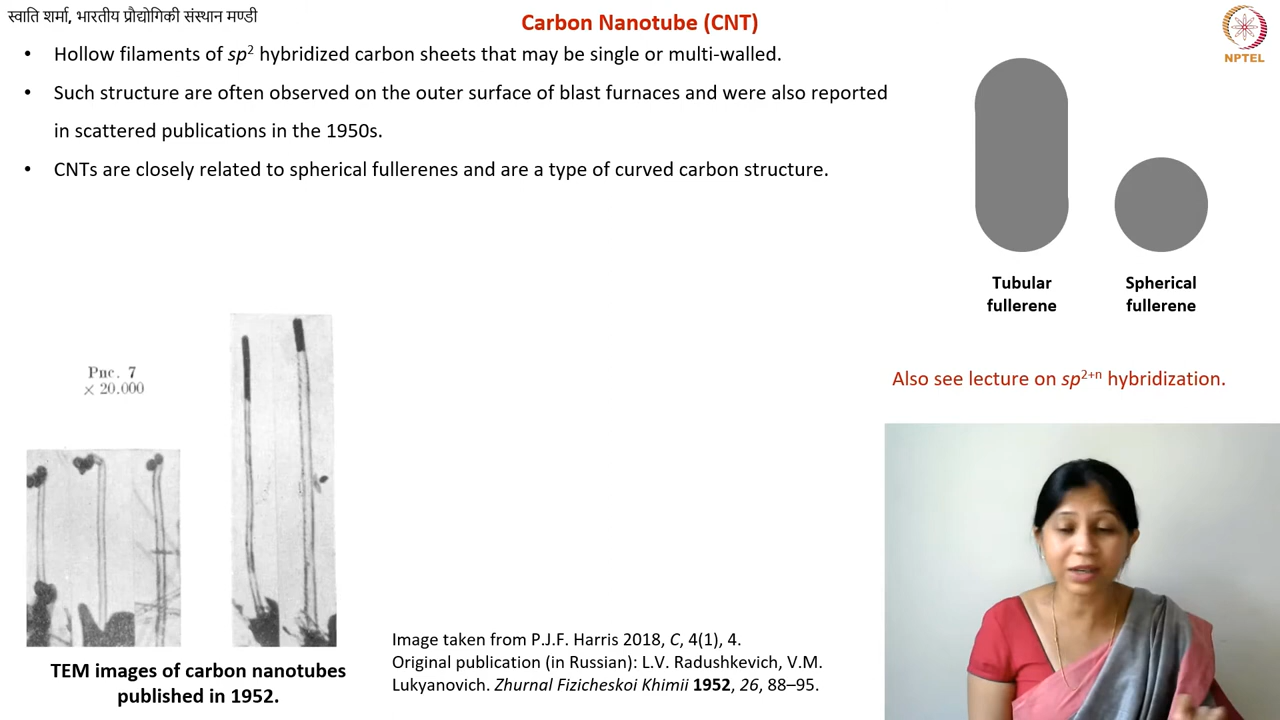 स्वाति शर्मा, भारतीय प्रौद्योगिकी संस्थान मण्डी
Carbon Nanotube (CNT)
NPTEL
• Hollow filaments of sp2 hybridized carbon sheets that may be single or multi-walled.
• Such structure are often observed on the outer surface of blast furnaces and were also reported
in scattered publications in the 1950s.
• CNTs are closely related to spherical fullerenes and are a type of curved carbon structure.
Tubular
fullerene
Spherical
fullerene
Also see lecture on sp2+n hybridization.
Рис. 7
× 20.000
TEM images of carbon nanotubes
published in 1952.
Image taken from P.J.F. Harris 2018, C, 4(1), 4.
Original publication (in Russian): L.V. Radushkevich, V.M.
Lukyanovich. Zhurnal Fizicheskoi Khimii 1952, 26, 88–95.